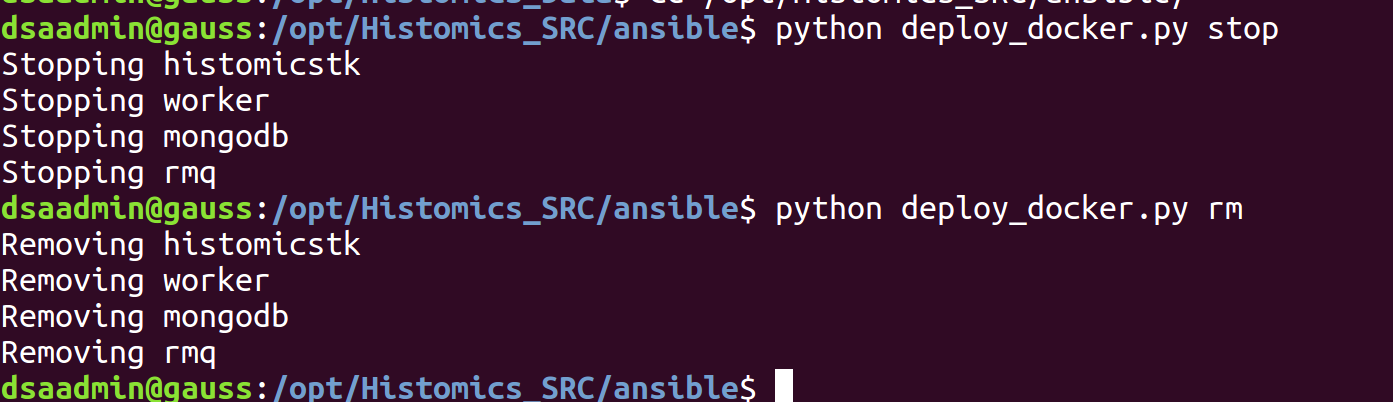 dsaadmin@gauss:/opt/Histomics_SRC/ansible$ python deploy_docker.py stop
Stopping histomicstk
Stopping worker
Stopping mongodb
Stopping rmq
dsaadmin@gauss:/opt/Histomics_SRC/ansible$ python deploy_docker.py rm
Removing histomicstk
Removing worker
Removing mongodb
Removing rmq
dsaadmin@gauss:/opt/Histomics_SRC/ansible$